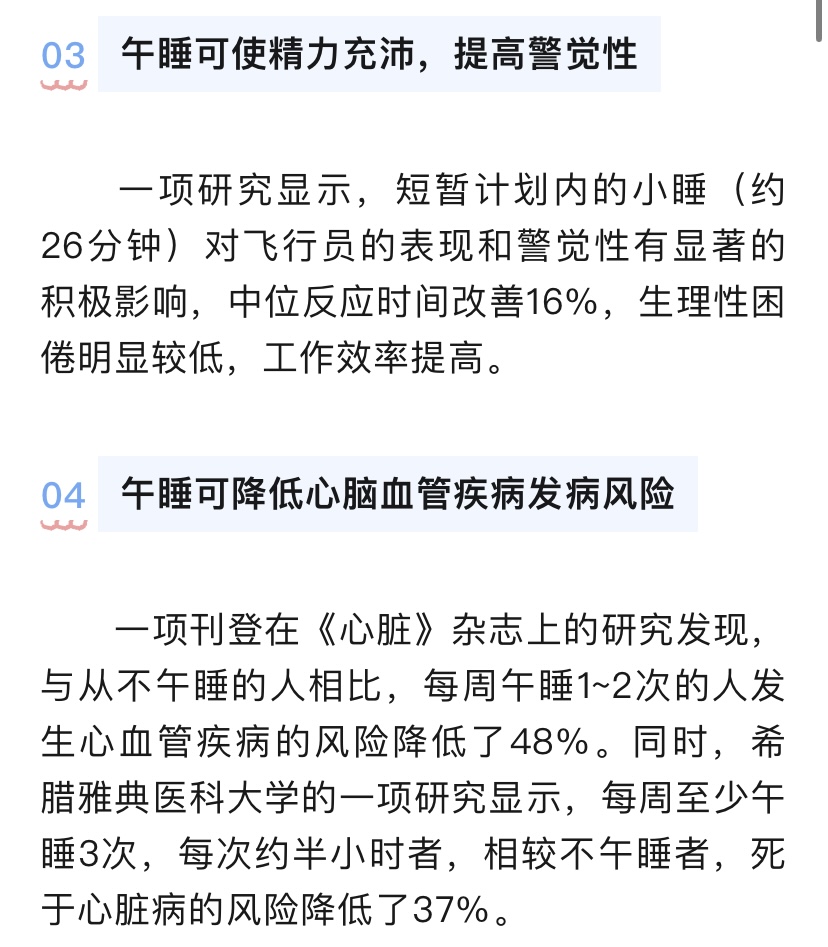 03 午睡可使精力充沛，提高警觉性
一项研究显示，短暂计划内的小睡（约
26分钟）对飞行员的表现和警觉性有显著的
积极影响，中位反应时间改善16%，生理性困
倦明显较低，工作效率提高。
04 午睡可降低心脑血管疾病发病风险
一项刊登在《心脏》杂志上的研究发现，
与从不午睡的人相比，每周午睡1~2次的人发
生心血管疾病的风险降低了48%。同时，希
腊雅典医科大学的一项研究显示，每周至少午
睡3次，每次约半小时者，相较不午睡者，死
于心脏病的风险降低了37%。